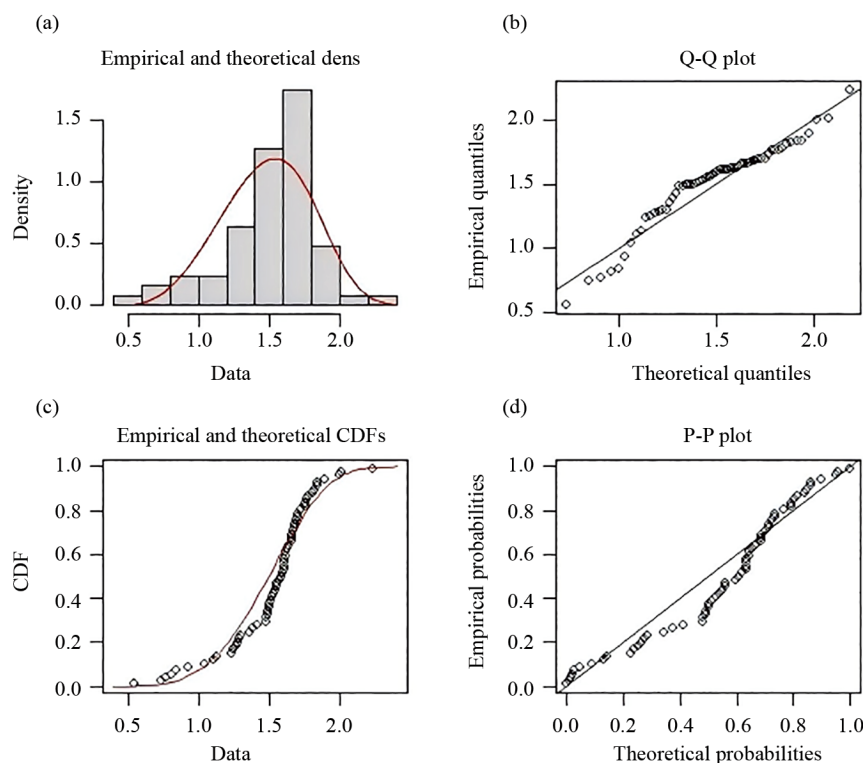 (a)
Empirical and theoretical dens
Density
1.5
1.0
0.5
0.0
0.5 1.0 1.5 2.0
Data
(b)
Q-Q plot
Empirical quantiles
2.0
1.5
1.0
0.5
1.0 1.5 2.0
Theoretical quantiles
(c)
Empirical and theoretical CDFs
CDF
1.0
0.8
0.6
0.4
0.2
0.0
0.5 1.0 1.5 2.0
Data
(d)
P-P plot
Empirical probabilities
1.0
0.8
0.6
0.4
0.2
0.0
0.0 0.2 0.4 0.6 0.8 1.0
Theoretical probabilities